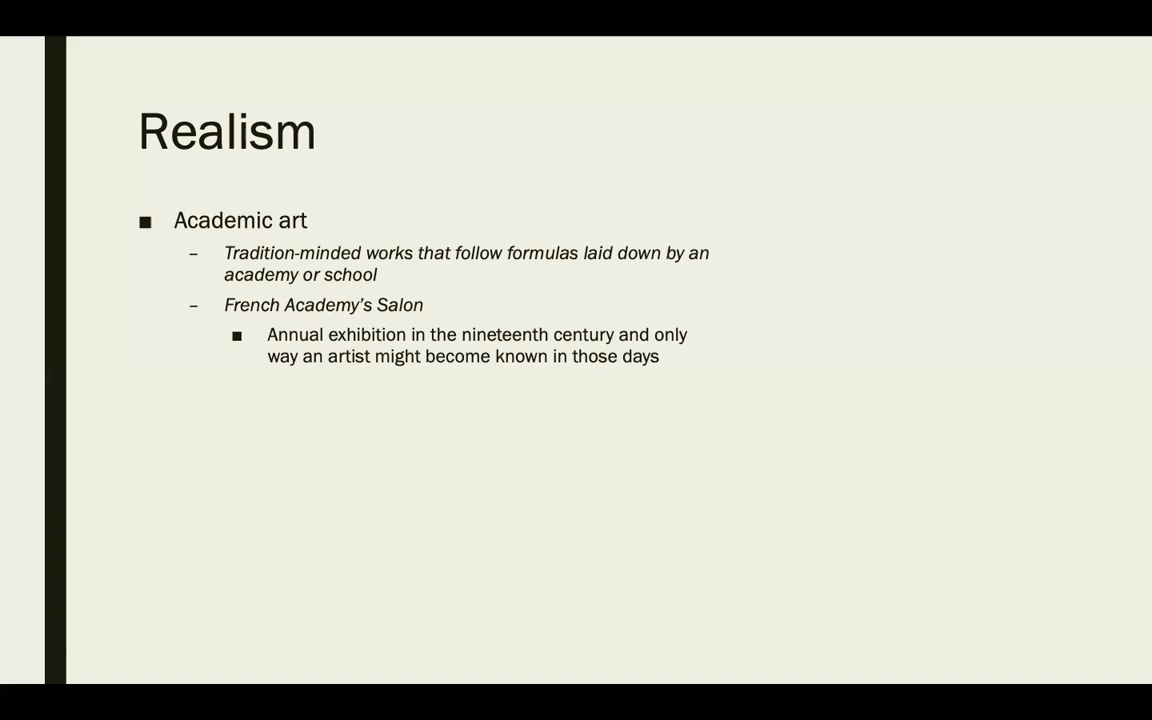 Realism
■ Academic art
– Tradition-minded works that follow formulas laid down by an
academy or school
– French Academy’s Salon
■ Annual exhibition in the nineteenth century and only
way an artist might become known in those days